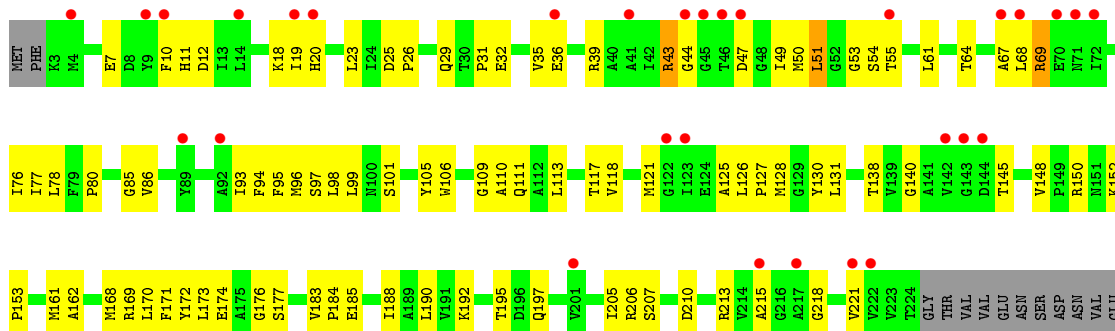 MET PHE K3 M4 E7 D8 Y9 F10 H11 D12 I13 L14 K18 I19 H20 L23 I24 D25 P26 Q29 T30 P31 E32 V35 E36 R39 A40 A41 I42 R43 G44 G45 T46 D47 G48 I49 M50 L51 G52 G53 S54 T55 L61 T64 A67 L68 R69 E70 N71 I72
I76 I77 L78 F79 P80 G85 V86 Y89 A92 I93 F94 F95 M96 S97 L98 L99 N100 S101 Y105 W106 G109 A110 Q111 A112 L113 T117 V118 M121 G122 I123 E124 A125 L126 P127 M128 G129 Y130 L131 T138 V139 G140 A141 V142 G143 D144 T145 V148 P149 R150 N151 K152
P153 M161 A162 M168 R169 L170 F171 Y172 L173 E174 A175 G176 S177 V183 P184 E185 I188 A189 L190 V191 K192 T195 D196 Q197 V201 I205 R206 S207 D210 R213 V214 A215 G216 A217 G218 V221 V222 V223 T224 GLY THR VAL VAL GLU ASN SER ASP ASN VAL